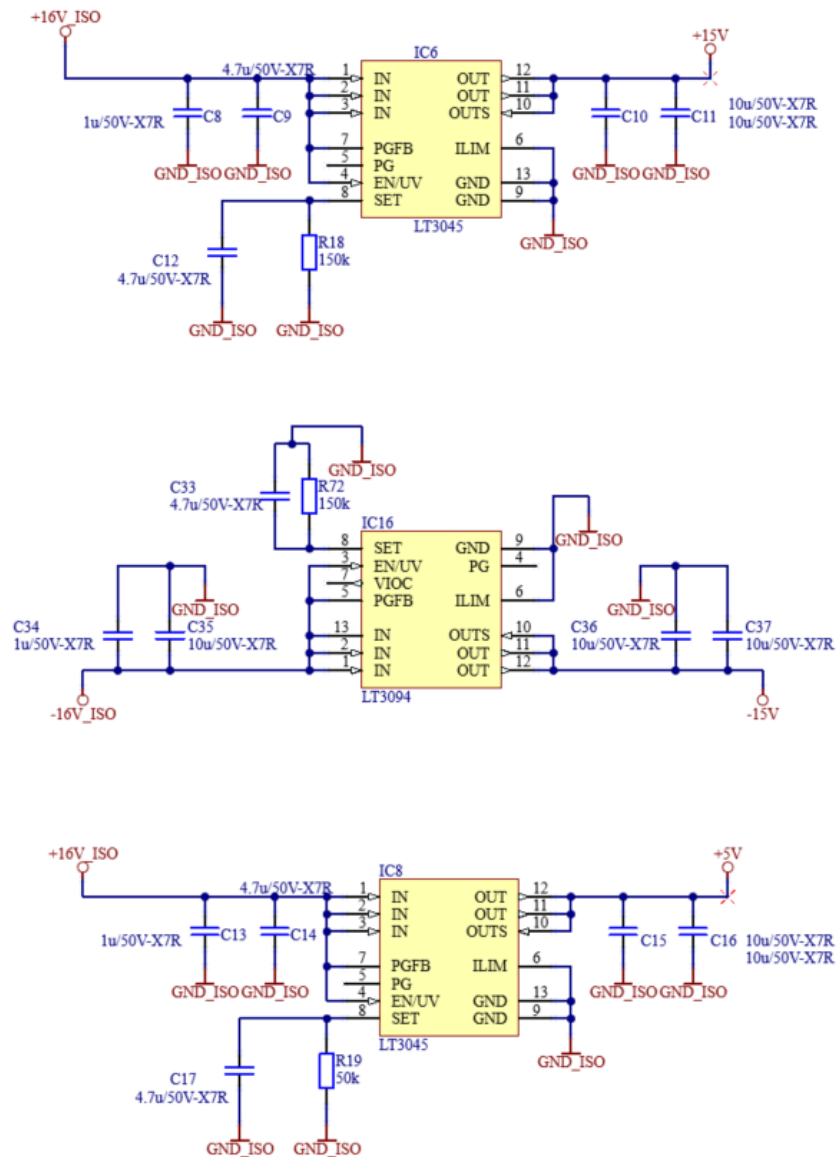 +16V_ISO
+15V
IC6
4.7u/50V-X7R
1 IN OUT 12
2 IN OUT 11
3 IN OUTS 10
C8 C9 C10 C11
1u/50V-X7R
10u/50V-X7R
10u/50V-X7R
7 PGFB ILIM 6
5 PG
4 EN/UV GND 13
8 SET GND 9
GND_ISO GND_ISO GND_ISO GND_ISO
LT3045
GND_ISO
R18
150k
C12
4.7u/50V-X7R
GND_ISO GND_ISO
GND_ISO
C33
4.7u/50V-X7R
R72
150k
IC16
8 SET GND 9
3 EN/UV PG 4
7 VIOC
5 PGFB ILIM 6
13 IN OUTS 10
2 IN OUT 11
1 IN OUT 12
LT3094
GND_ISO
GND_ISO
GND_ISO
C34
1u/50V-X7R
C35
10u/50V-X7R
C36
10u/50V-X7R
C37
10u/50V-X7R
-16V_ISO
-15V
+16V_ISO
+5V
IC8
4.7u/50V-X7R
1 IN OUT 12
2 IN OUT 11
3 IN OUTS 10
C13 C14 C15 C16
1u/50V-X7R
10u/50V-X7R
10u/50V-X7R
7 PGFB ILIM 6
5 PG
4 EN/UV GND 13
8 SET GND 9
GND_ISO GND_ISO GND_ISO GND_ISO
LT3045
GND_ISO
R19
50k
C17
4.7u/50V-X7R
GND_ISO GND_ISO